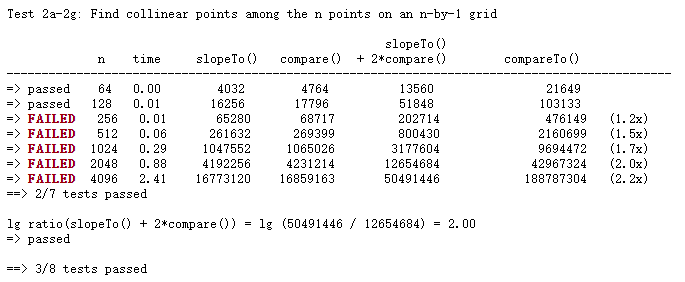 Test 2a-2g: Find collinear points among the n points on an n-by-1 grid
slopeTo()
n time slopeTo() compare() + 2*compare() compareTo()
-----------------------------------------------------------------------------------------------
=> passed 64 0.00 4032 4764 13560 21649
=> passed 128 0.01 16256 17796 51848 103133
=> FAILED 256 0.01 65280 68717 202714 476149 (1.2x)
=> FAILED 512 0.06 261632 269399 800430 2160699 (1.5x)
=> FAILED 1024 0.29 1047552 1065026 3177604 9694472 (1.7x)
=> FAILED 2048 0.88 4192256 4231214 12654684 42967324 (2.0x)
=> FAILED 4096 2.41 16773120 16859163 50491446 188787304 (2.2x)
==> 2/7 tests passed
lg ratio(slopeTo() + 2*compare()) = lg (50491446 / 12654684) = 2.00
=> passed
==> 3/8 tests passed